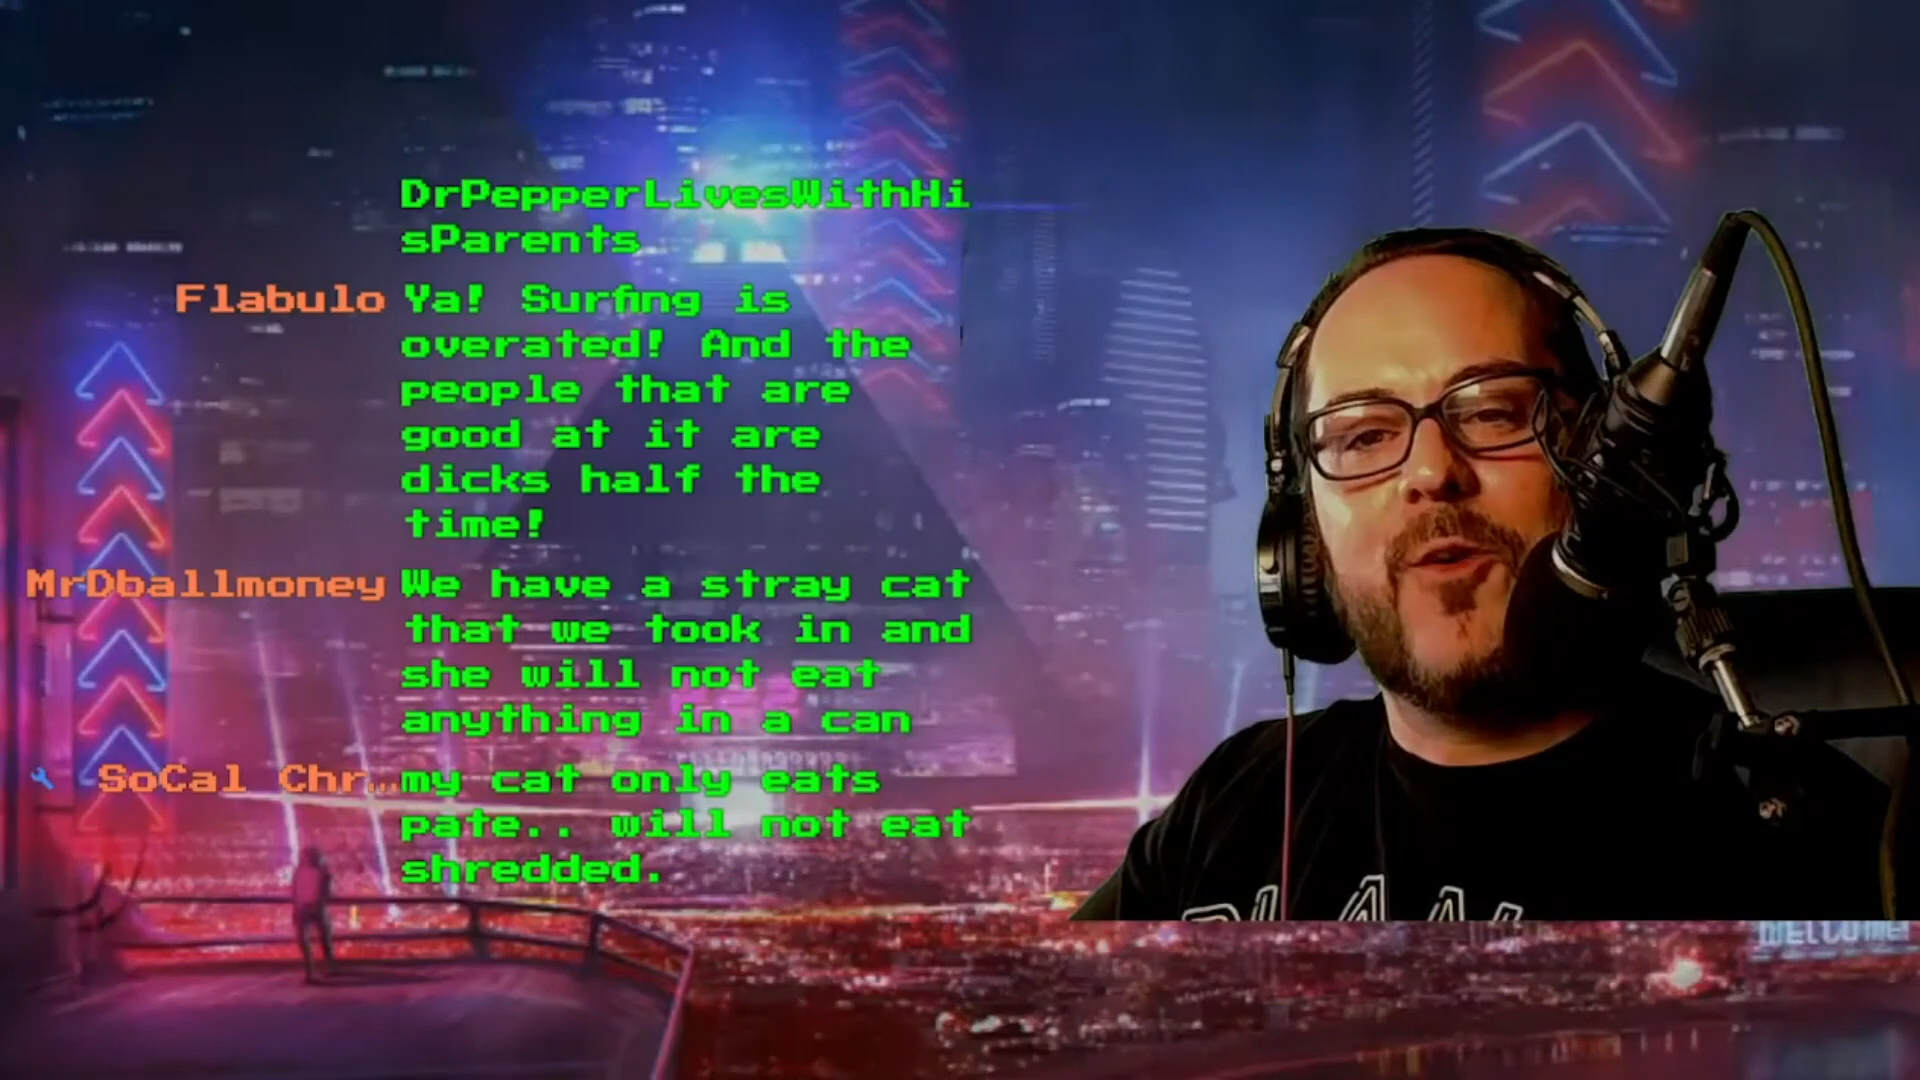 DrPepperLivesWithHi
sParents
Flabulo Ya! Surfing is
overated! And the
people that are
good at it are
dicks half the
time!
MrDballmoney We have a stray cat
that we took in and
she will not eat
anything in a can
SoCal Chr… my cat only eats
pate.. will not eat
shredded.
WELCOME